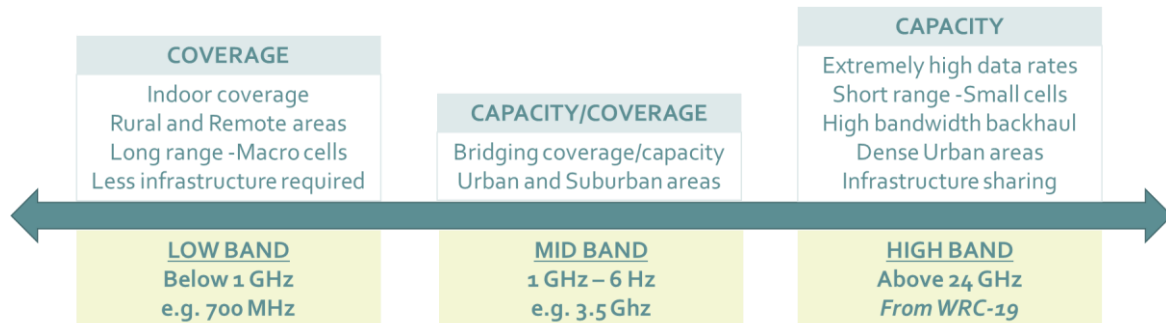 COVERAGE
Indoor coverage
Rural and Remote areas
Long range -Macro cells
Less infrastructure required
CAPACITY/COVERAGE
Bridging coverage/capacity
Urban and Suburban areas
CAPACITY
Extremely high data rates
Short range -Small cells
High bandwidth backhaul
Dense Urban areas
Infrastructure sharing
LOW BAND
Below 1 GHz
e.g. 700 MHz
MID BAND
1 GHz – 6 Hz
e.g. 3.5 Ghz
HIGH BAND
Above 24 GHz
From WRC-19